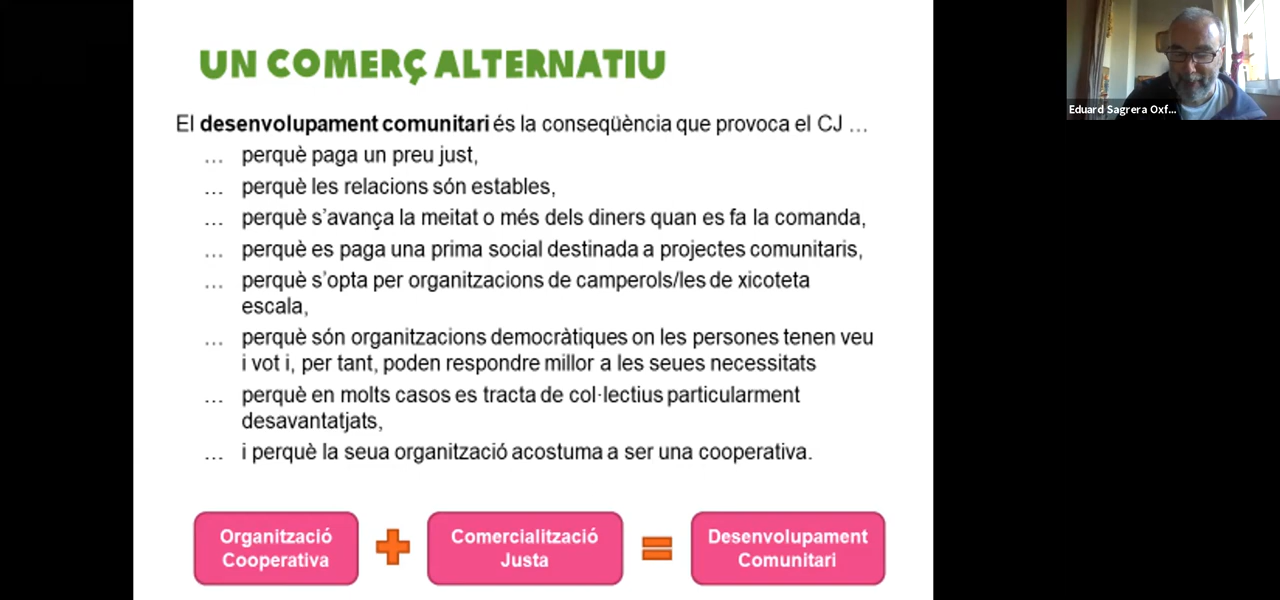 UN COMERÇ ALTERNATIU
El desenvolupament comunitari és la conseqüència que provoca el CJ …
… perquè paga un preu just,
… perquè les relacions són estables,
… perquè s’avança la meitat o més dels diners quan es fa la comanda,
… perquè es paga una prima social destinada a projectes comunitaris,
… perquè s’opta per organitzacions de camperols/les de xicoteta
escala,
… perquè són organitzacions democràtiques on les persones tenen veu
i vot i, per tant, poden respondre millor a les seues necessitats
… perquè en molts casos es tracta de col·lectius particularment
desavantatjats,
… i perquè la seua organització acostuma a ser una cooperativa.
Organització
Cooperativa
Comercialització
Justa
Desenvolupament
Comunitari
Eduard Sagrera Oxf...